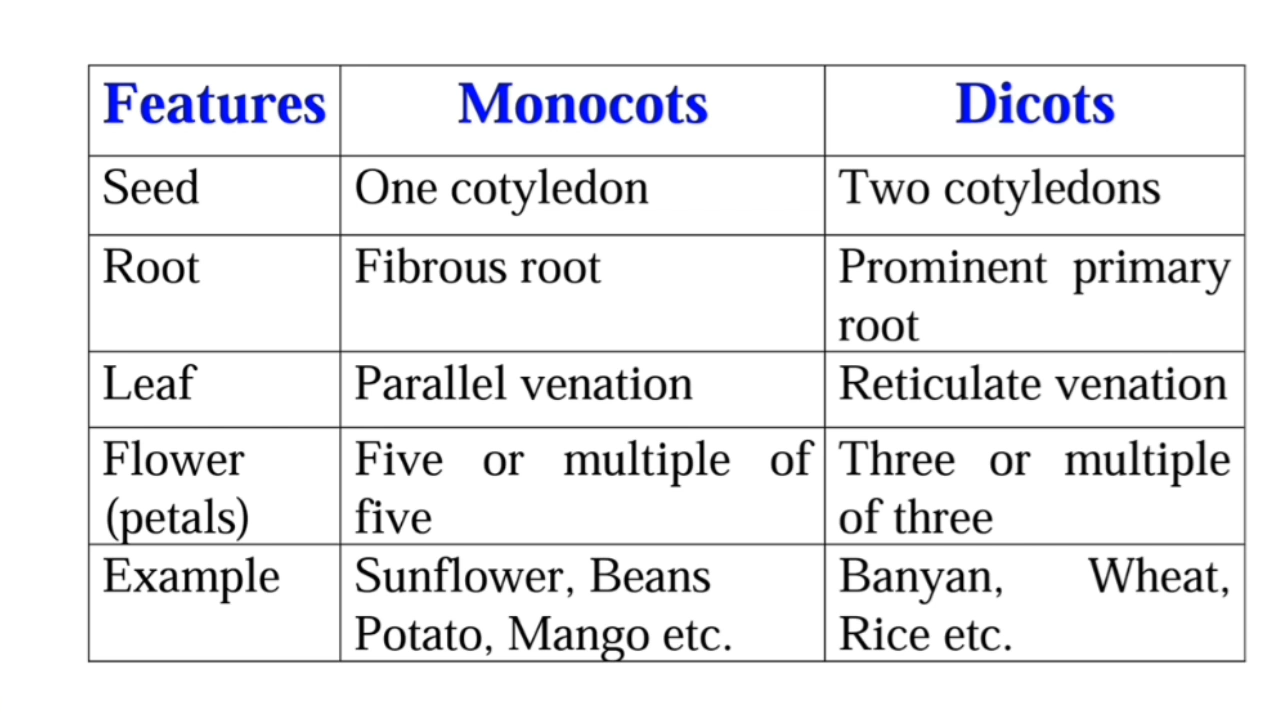 Features Monocots Dicots
Seed One cotyledon Two cotyledons
Root Fibrous root Prominent primary
root
Leaf Parallel venation Reticulate venation
Flower Five or multiple of Three or multiple
(petals) five of three
Example Sunflower, Beans Banyan, Wheat,
Potato, Mango etc. Rice etc.